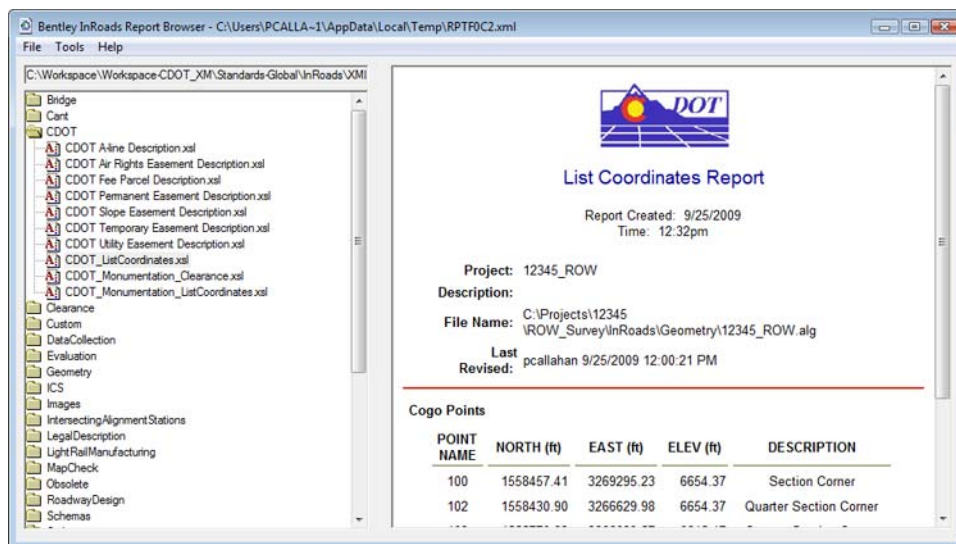 Bentley InRoads Report Browser - C:\Users\PCALLA~1\AppData\Local\Temp\RPTF0C2.xml
File Tools Help
C:\Workspace\Workspace-CDOT_XM\Standards-Global\InRoads\XMl
Bridge
Cant
CDOT
CDOT A-line Description.xsl
CDOT Air Rights Easement Description.xsl
CDOT Fee Parcel Description.xsl
CDOT Permanent Easement Description.xsl
CDOT Slope Easement Description.xsl
CDOT Temporary Easement Description.xsl
CDOT Utility Easement Description.xsl
CDOT_ListCoordinates.xsl
CDOT_Monumentation_Clearance.xsl
CDOT_Monumentation_ListCoordinates.xsl
Clearance
Custom
DataCollection
Evaluation
Geometry
ICS
Images
IntersectingAlignmentStations
LegalDescription
LightRailManufacturing
MapCheck
Obsolete
RoadwayDesign
Schemas
DOT
List Coordinates Report
Report Created: 9/25/2009
Time: 12:32pm
Project: 12345_ROW
Description:
File Name: C:\Projects\12345
\ROW_Survey\InRoads\Geometry\12345_ROW.alg
Last
Revised: pcallahan 9/25/2009 12:00:21 PM
Cogo Points
POINT
NAME NORTH (ft) EAST (ft) ELEV (ft) DESCRIPTION
100 1558457.41 3269295.23 6654.37 Section Corner
102 1558430.90 3266629.98 6654.37 Quarter Section Corner